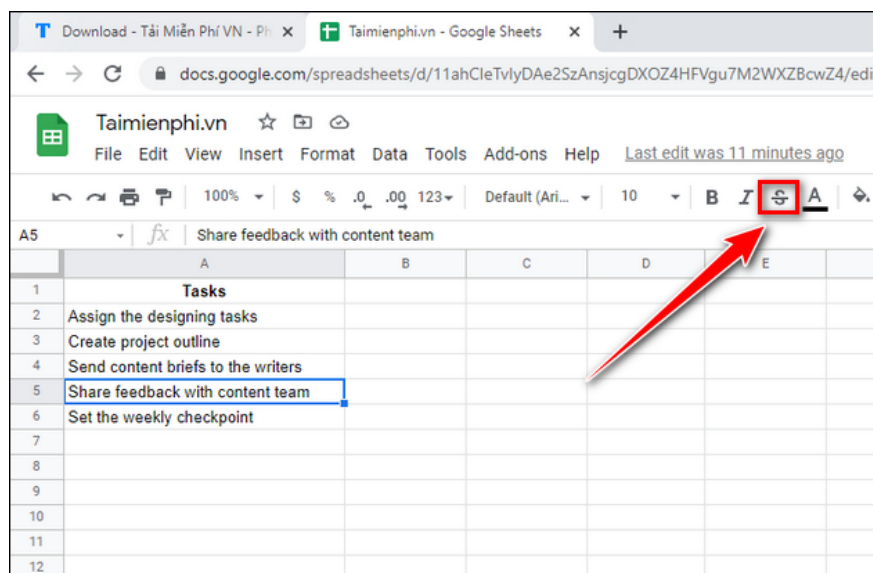 Download - Tải Miễn Phí VN - Ph
Taimienphi.vn - Google Sheets
docs.google.com/spreadsheets/d/11ahCIeTvIyDAe2SzAnsjcgDXOZ4HFVgu7M2WXZBcwZ4/edi
Taimienphi.vn
File Edit View Insert Format Data Tools Add-ons Help Last edit was 11 minutes ago
100% $ % .0 .00 123 Default (Ari... 10 B I S A
A5 fx Share feedback with content team
A B C D E
1 Tasks
2 Assign the designing tasks
3 Create project outline
4 Send content briefs to the writers
5 Share feedback with content team
6 Set the weekly checkpoint
7
8
9
10
11
12